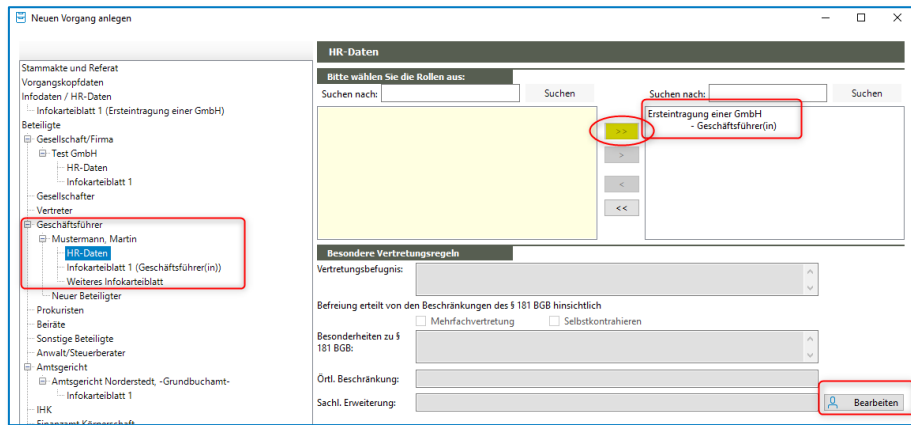 Neuen Vorgang anlegen
Stammakte und Referat
Vorgangskopfdaten
Infodaten / HR-Daten
Infokarteiblatt 1 (Ersteintragung einer GmbH)
Beteiligte
Gesellschaft/Firma
Test GmbH
HR-Daten
Infokarteiblatt 1
Gesellschafter
Vertreter
Geschäftsführer
Mustermann, Martin
HR-Daten
Infokarteiblatt 1 (Geschäftsführer(in))
Weiteres Infokarteiblatt
Neuer Beteiligter
Prokuristen
Beiräte
Sonstige Beteiligte
Anwalt/Steuerberater
Amtsgericht
Amtsgericht Norderstedt, -Grundbuchamt-
Infokarteiblatt 1
IHK
Finanzamt Körperschaft
HR-Daten
Bitte wählen Sie die Rollen aus:
Suchen nach: Suchen Suchen nach: Suchen
Ersteintragung einer GmbH
- Geschäftsführer(in)
>>
>
<
<<
Besondere Vertretungsregeln
Vertretungsbefugnis:
Befreiung erteilt von den Beschränkungen des § 181 BGB hinsichtlich
Mehrfachvertretung Selbstkontrahieren
Besonderheiten zu §
181 BGB:
Örtl. Beschränkung:
Sachl. Erweiterung: Bearbeiten